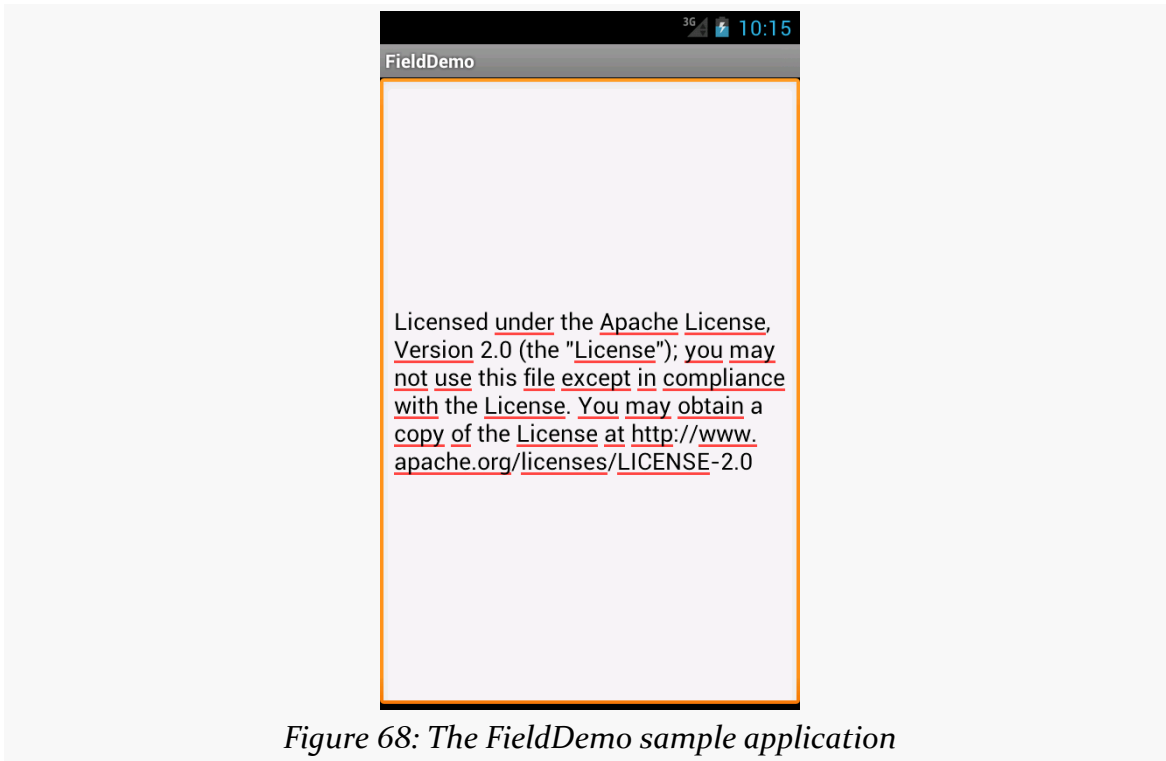 3G 10:15
FieldDemo
Licensed under the Apache License,
Version 2.0 (the "License"); you may
not use this file except in compliance
with the License. You may obtain a
copy of the License at http://www.
apache.org/licenses/LICENSE-2.0
Figure 68: The FieldDemo sample application